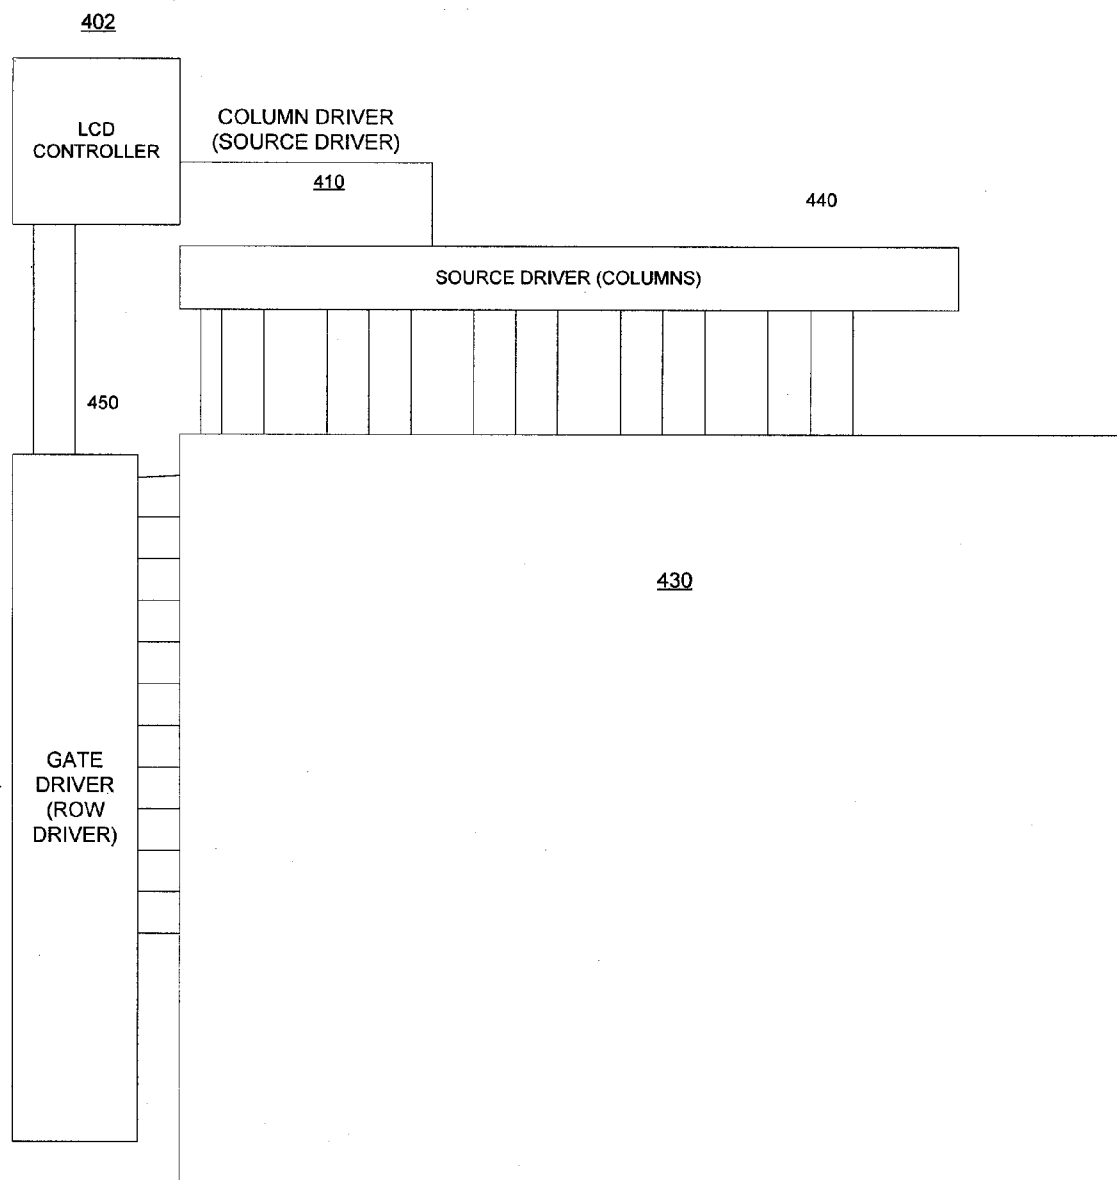 402
LCD
CONTROLLER
COLUMN DRIVER
(SOURCE DRIVER)
410
440
SOURCE DRIVER (COLUMNS)
450
430
GATE
DRIVER
(ROW
DRIVER)